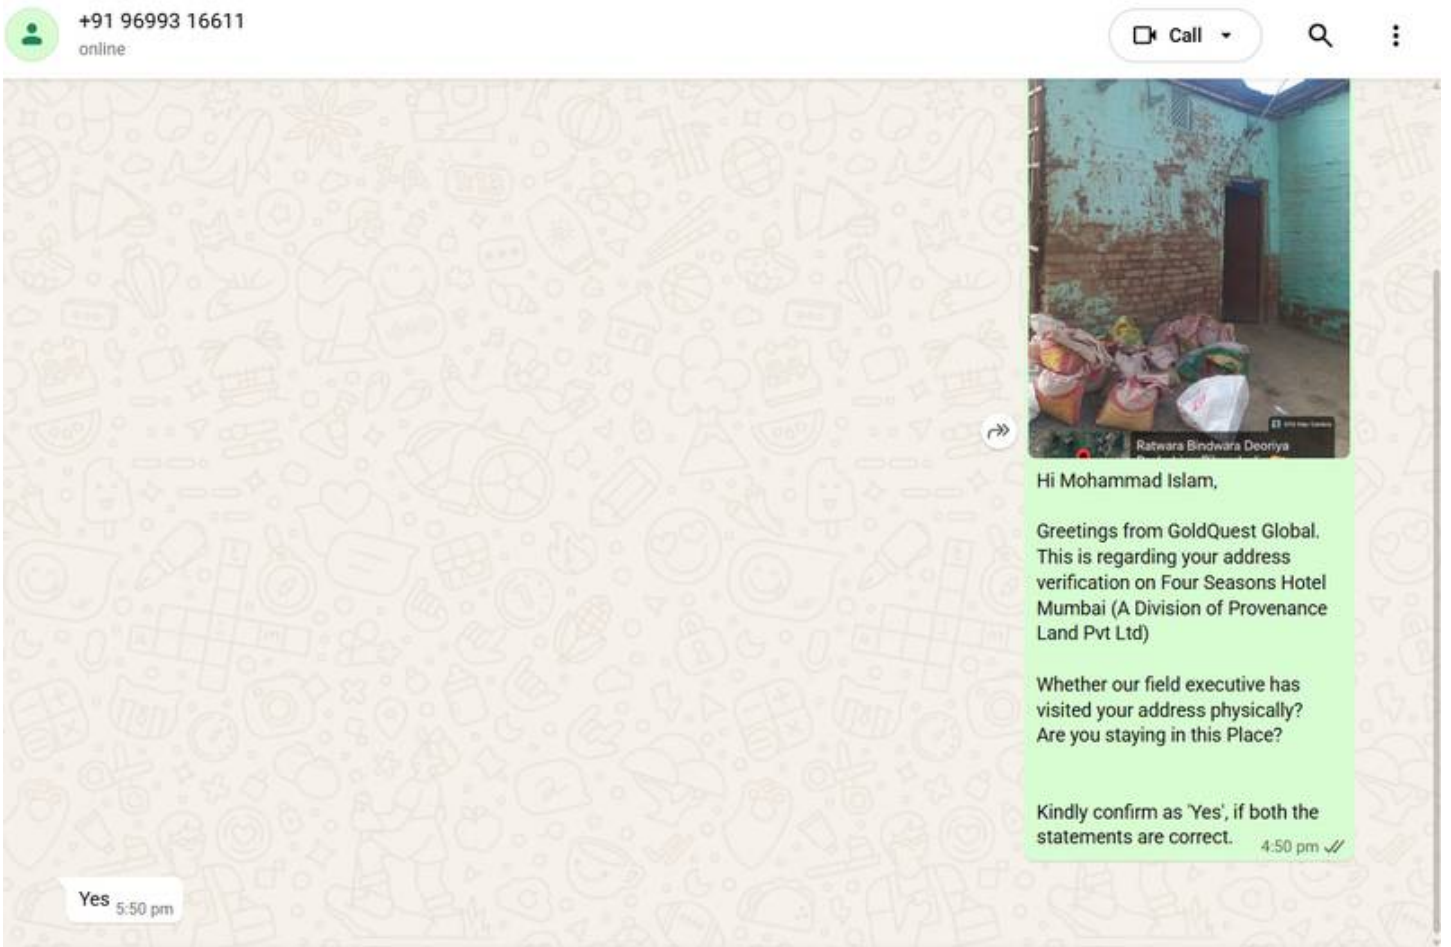 +91 96993 16611
online
Call
Ratwara Bindwara Deoriya
Hi Mohammad Islam,
Greetings from GoldQuest Global.
This is regarding your address
verification on Four Seasons Hotel
Mumbai (A Division of Provenance
Land Pvt Ltd)
Whether our field executive has
visited your address physically?
Are you staying in this Place?
Kindly confirm as 'Yes', if both the
statements are correct.
4:50 pm
Yes
5:50 pm